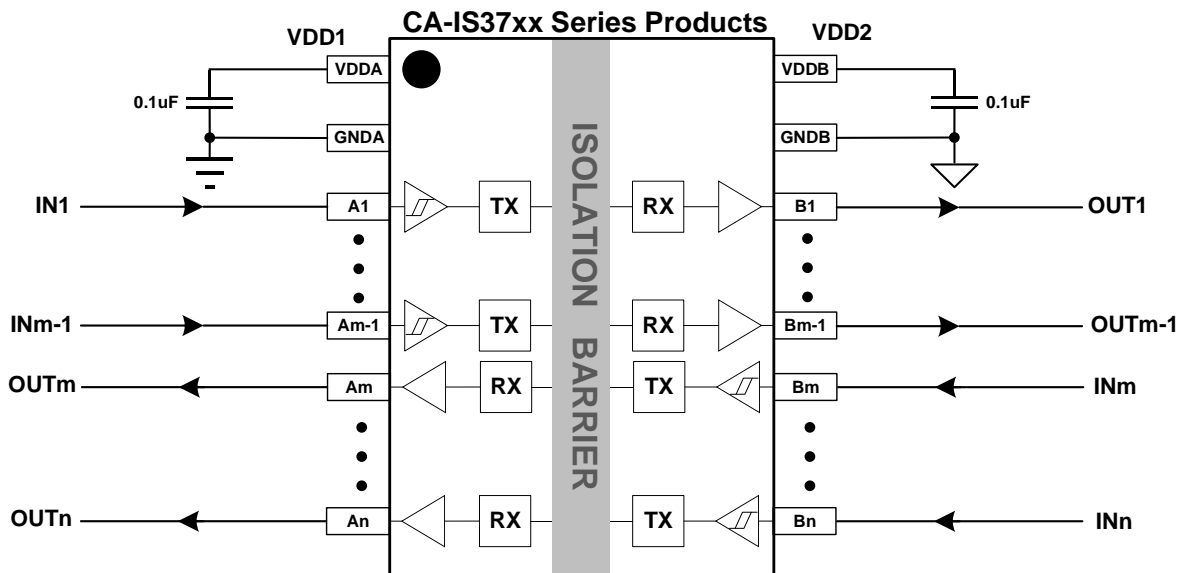 CA-IS37xx Series Products
VDD1
VDD2
VDDA
VDDB
0.1uF
0.1uF
GNDA
GNDB
ISOLATION BARRIER
IN1
A1
TX
RX
B1
OUT1
INm-1
Am-1
TX
RX
Bm-1
OUTm-1
OUTm
Am
RX
TX
Bm
INm
OUTn
An
RX
TX
Bn
INn